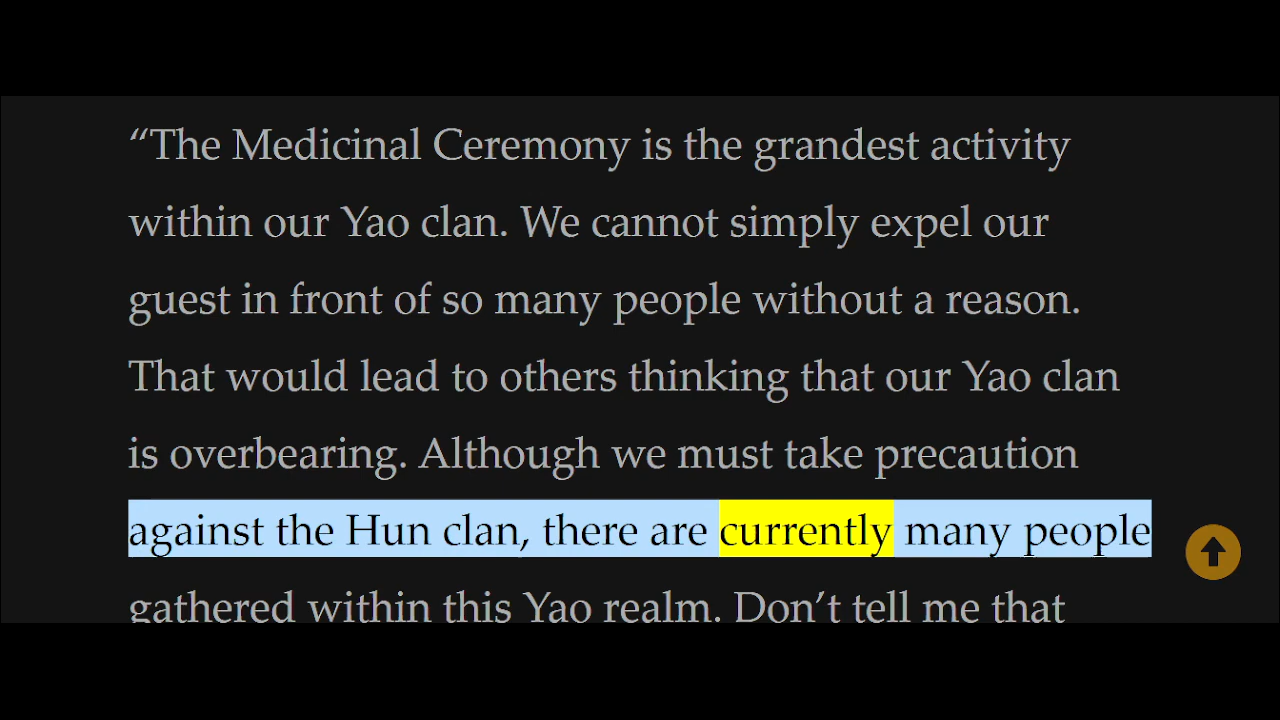 “The Medicinal Ceremony is the grandest activity
within our Yao clan. We cannot simply expel our
guest in front of so many people without a reason.
That would lead to others thinking that our Yao clan
is overbearing. Although we must take precaution
against the Hun clan, there are currently many people
gathered within this Yao realm. Don’t tell me that